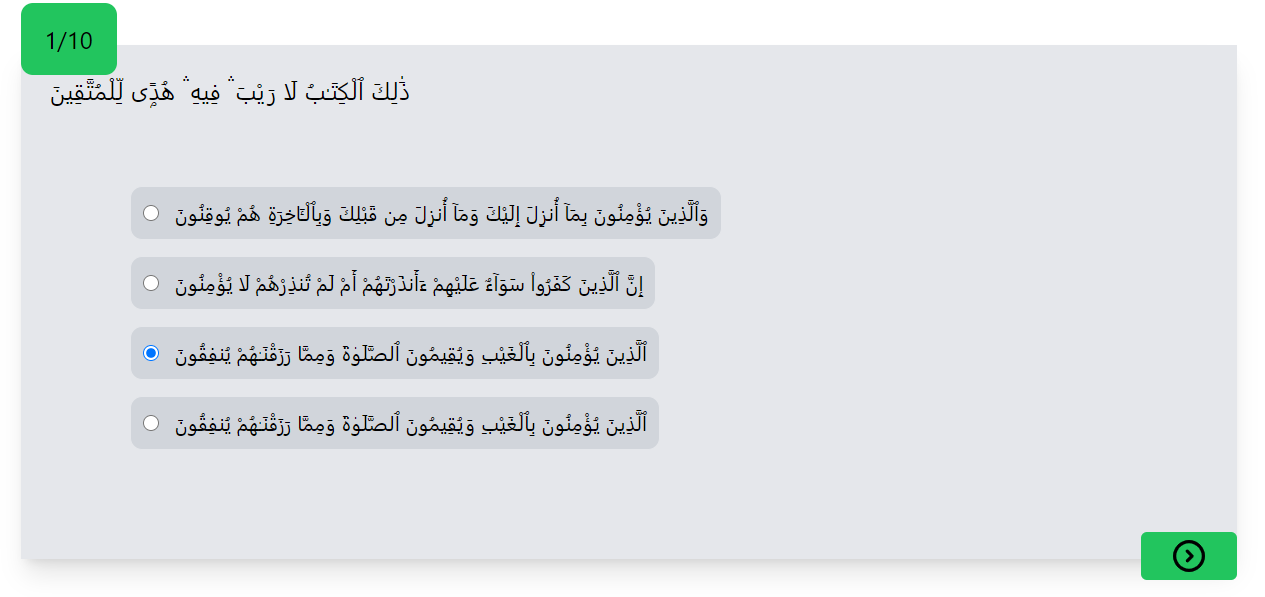 1/10
ذَٰلِكَ ٱلْكِتَٰبُ لَا رَيْبَ ۛ فِيهِ ۛ هُدًۭى لِّلْمُتَّقِينَ
وَٱلَّذِينَ يُؤْمِنُونَ بِمَآ أُنزِلَ إِلَيْكَ وَمَآ أُنزِلَ مِن قَبْلِكَ وَبِٱلْـَٔاخِرَةِ هُمْ يُوقِنُونَ
إِنَّ ٱلَّذِينَ كَفَرُوا۟ سَوَآءٌ عَلَيْهِمْ ءَأَنذَرْتَهُمْ أَمْ لَمْ تُنذِرْهُمْ لَا يُؤْمِنُونَ
ٱلَّذِينَ يُؤْمِنُونَ بِٱلْغَيْبِ وَيُقِيمُونَ ٱلصَّلَوٰةَ وَمِمَّا رَزَقْنَـٰهُمْ يُنفِقُونَ
ٱلَّذِينَ يُؤْمِنُونَ بِٱلْغَيْبِ وَيُقِيمُونَ ٱلصَّلَوٰةَ وَمِمَّا رَزَقْنَـٰهُمْ يُنفِقُونَ